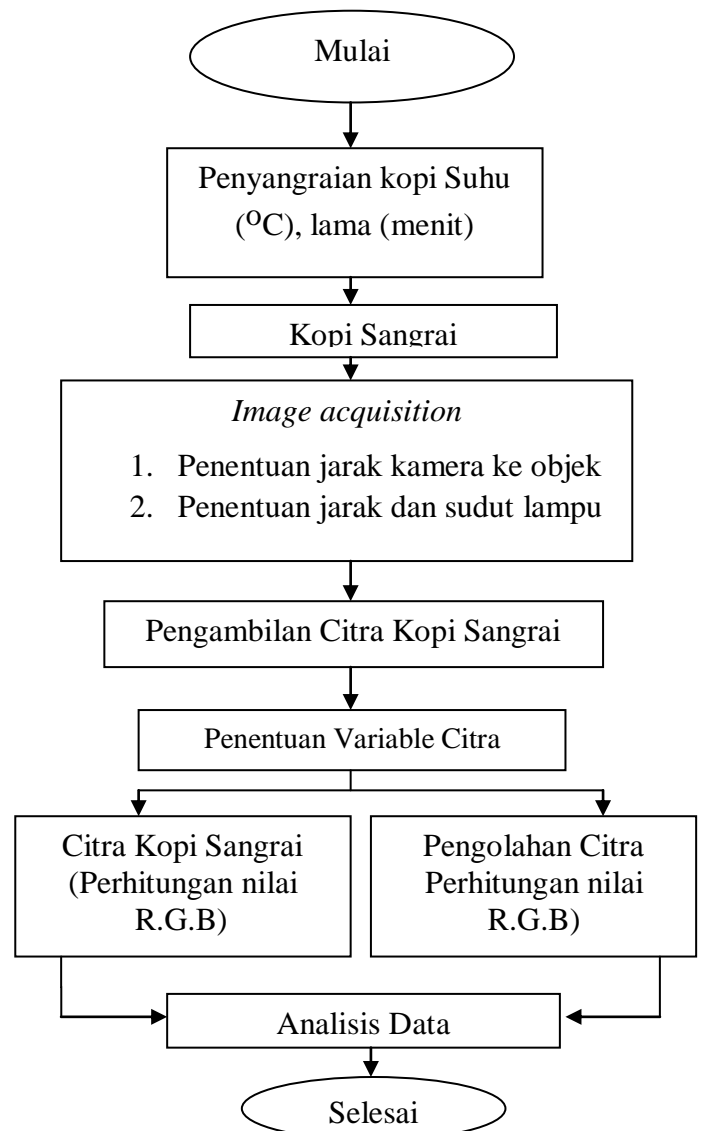 Mulai
Penyangraian kopi Suhu
(⁰C), lama (menit)
Kopi Sangrai
Image acquisition
1. Penentuan jarak kamera ke objek
2. Penentuan jarak dan sudut lampu
Pengambilan Citra Kopi Sangrai
Penentuan Variable Citra
Citra Kopi Sangrai
(Perhitungan nilai
R.G.B)
Pengolahan Citra
Perhitungan nilai
R.G.B)
Analisis Data
Selesai